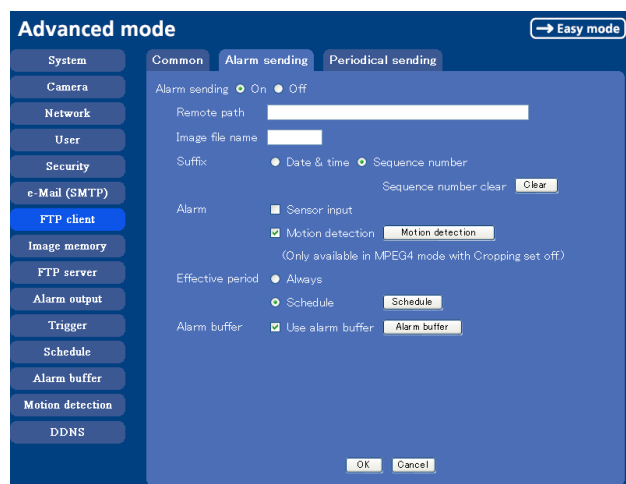 Advanced mode → Easy mode
System
Camera
Network
User
Security
e-Mail (SMTP)
FTP client
Image memory
FTP server
Alarm output
Trigger
Schedule
Alarm buffer
Motion detection
DDNS
Common Alarm sending Periodical sending
Alarm sending On Off
Remote path
Image file name
Suffix Date & time Sequence number
Sequence number clear Clear
Alarm Sensor input
Motion detection Motion detection
(Only available in MPEG4 mode with Cropping set off.)
Effective period Always
Schedule Schedule
Alarm buffer Use alarm buffer Alarm buffer
OK Cancel